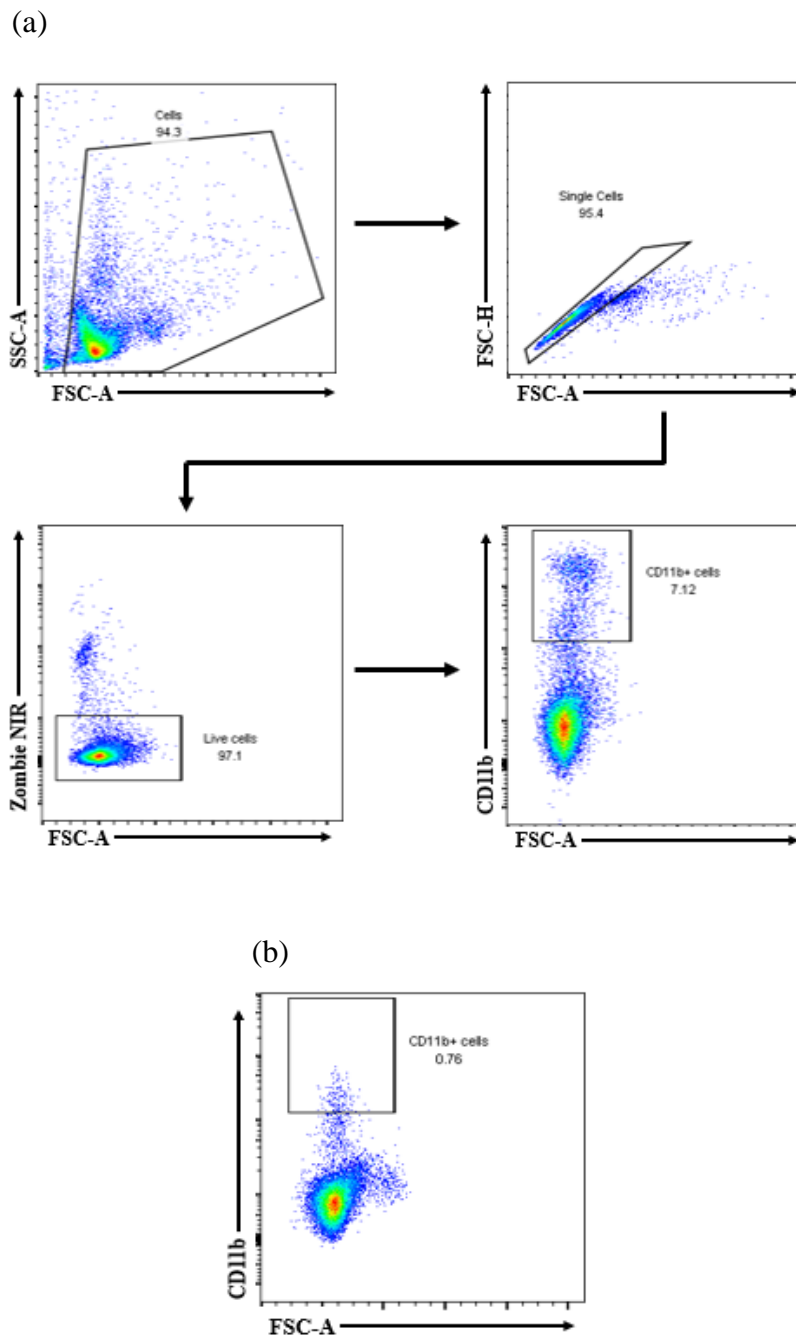 (a)
Cells
94.3
SSC-A
FSC-A
Single Cells
95.4
FSC-H
FSC-A
Live cells
97.1
Zombie NIR
FSC-A
CD11b+ cells
7.12
CD11b
FSC-A
(b)
CD11b+ cells
0.76
CD11b
FSC-A